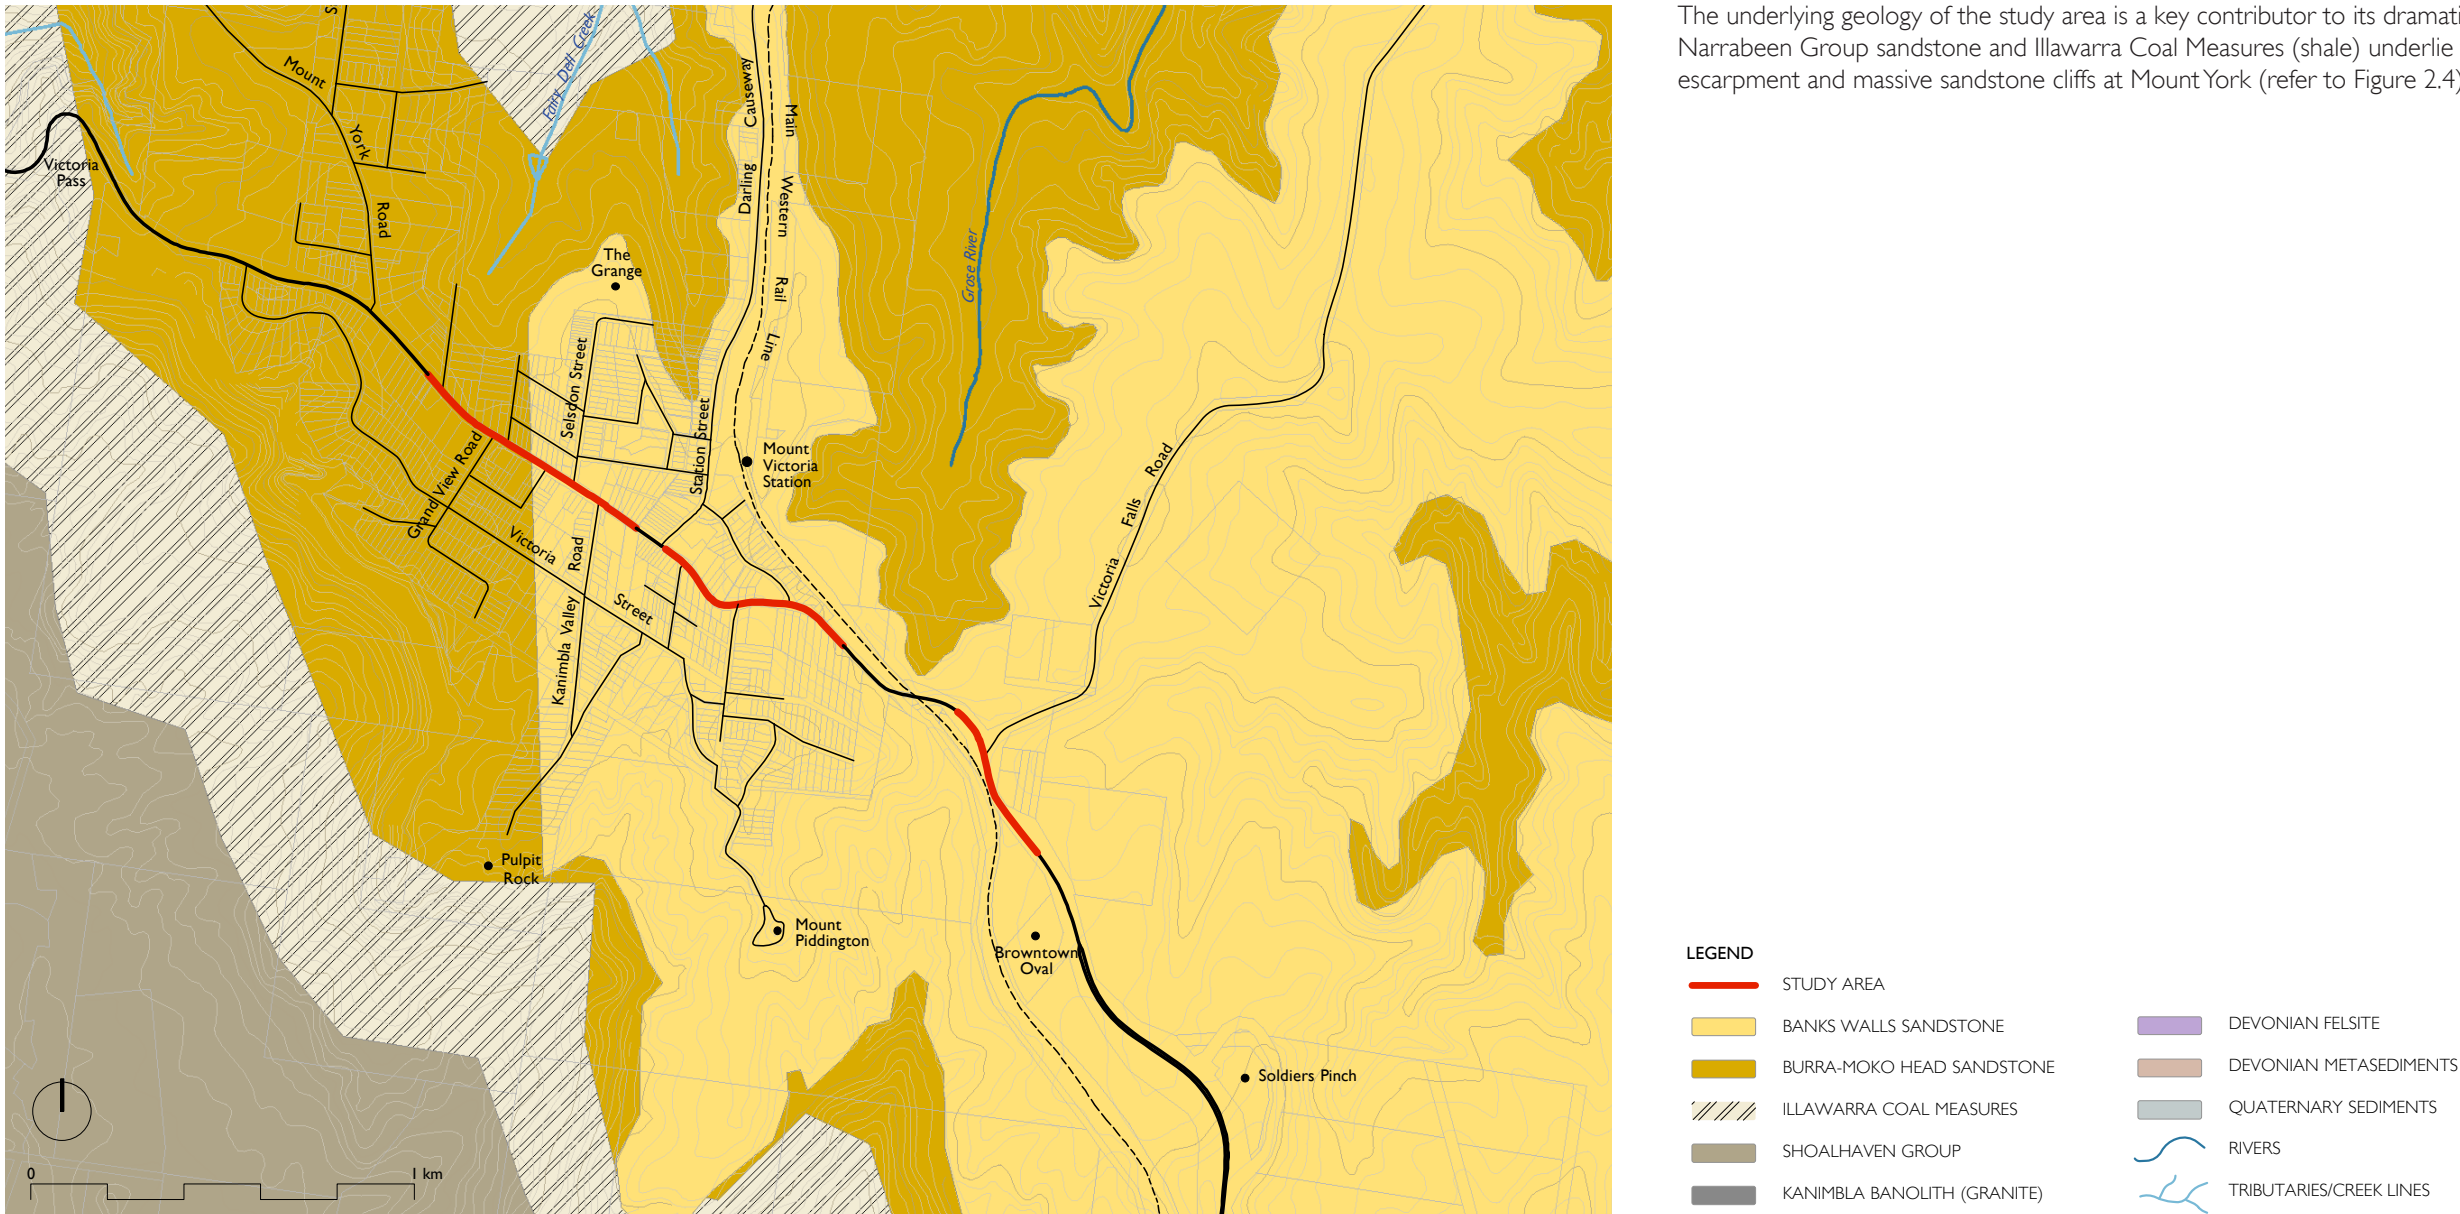 The underlying geology of the study area is a key contributor to its dramati
Narrabeen Group sandstone and Illawarra Coal Measures (shale) underlie
escarpment and massive sandstone cliffs at Mount York (refer to Figure 2.4)
S
Mount
York
Road
Victoria
Pass
Fairy Dell Creek
Darling Causeway
Main Western Rail Line
Grose River
The
Grange
Selsdon Street
Station Street
Mount
Victoria
Station
Grand View Road
Victoria Street
Kanimbla Valley Road
Victoria Falls Road
Pulpit
Rock
Mount
Piddington
Browntown
Oval
Soldiers Pinch
0 1 km
LEGEND
STUDY AREA
BANKS WALLS SANDSTONE
BURRA-MOKO HEAD SANDSTONE
ILLAWARRA COAL MEASURES
SHOALHAVEN GROUP
KANIMBLA BANOLITH (GRANITE)
DEVONIAN FELSITE
DEVONIAN METASEDIMENTS
QUATERNARY SEDIMENTS
RIVERS
TRIBUTARIES/CREEK LINES